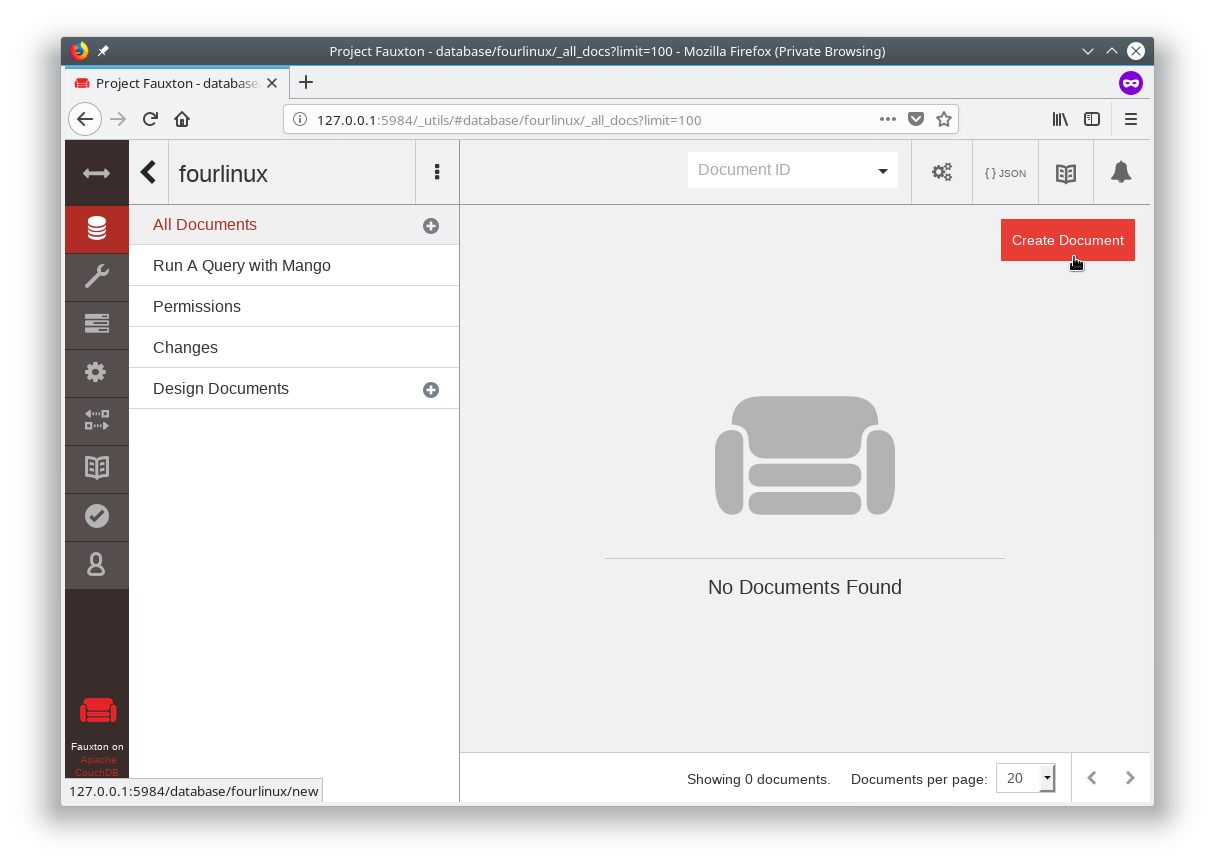 Project Fauxton - database/fourlinux/_all_docs?limit=100 - Mozilla Firefox (Private Browsing)
Project Fauxton - database
127.0.0.1:5984/_utils/#database/fourlinux/_all_docs?limit=100
fourlinux
Document ID
{ } JSON
All Documents
Create Document
Run A Query with Mango
Permissions
Changes
Design Documents
No Documents Found
Fauxton on
Apache
CouchDB
Showing 0 documents.
Documents per page:
20
127.0.0.1:5984/database/fourlinux/new